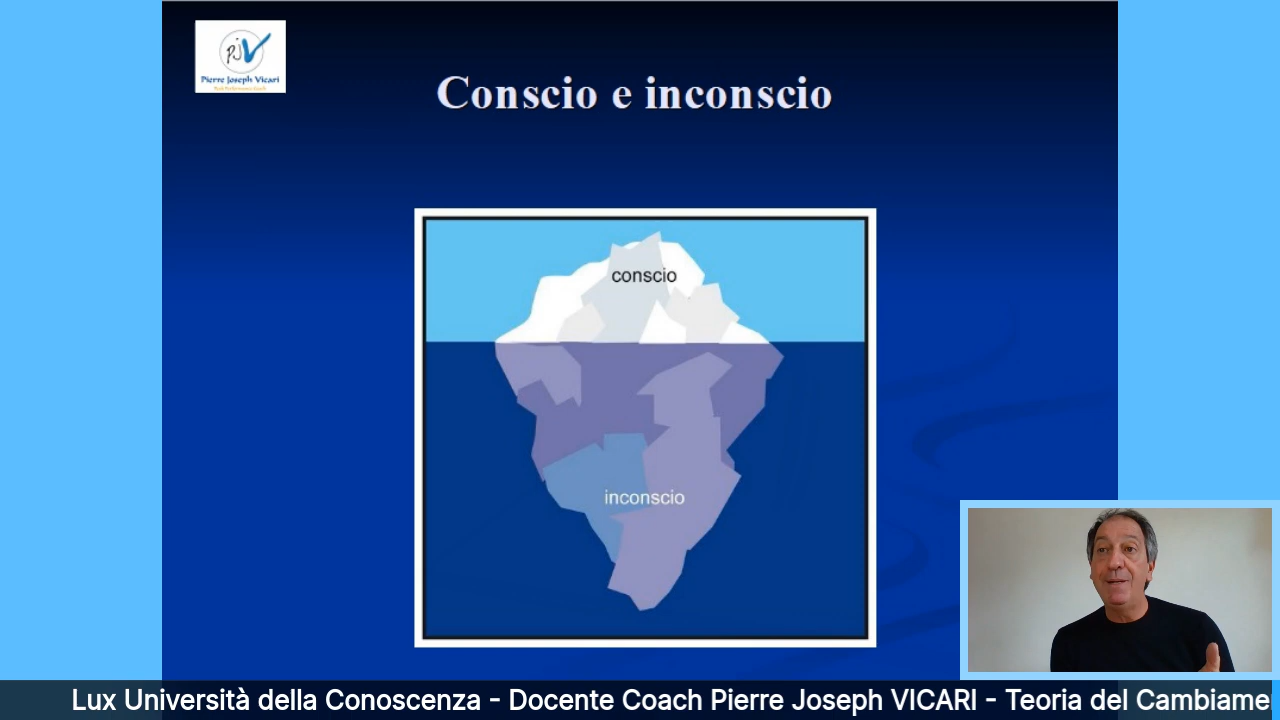 PJV
Pierre Joseph Vicari
Conscio e inconscio
conscio
inconscio
Lux Università della Conoscenza - Docente Coach Pierre Joseph VICARI - Teoria del Cambiame